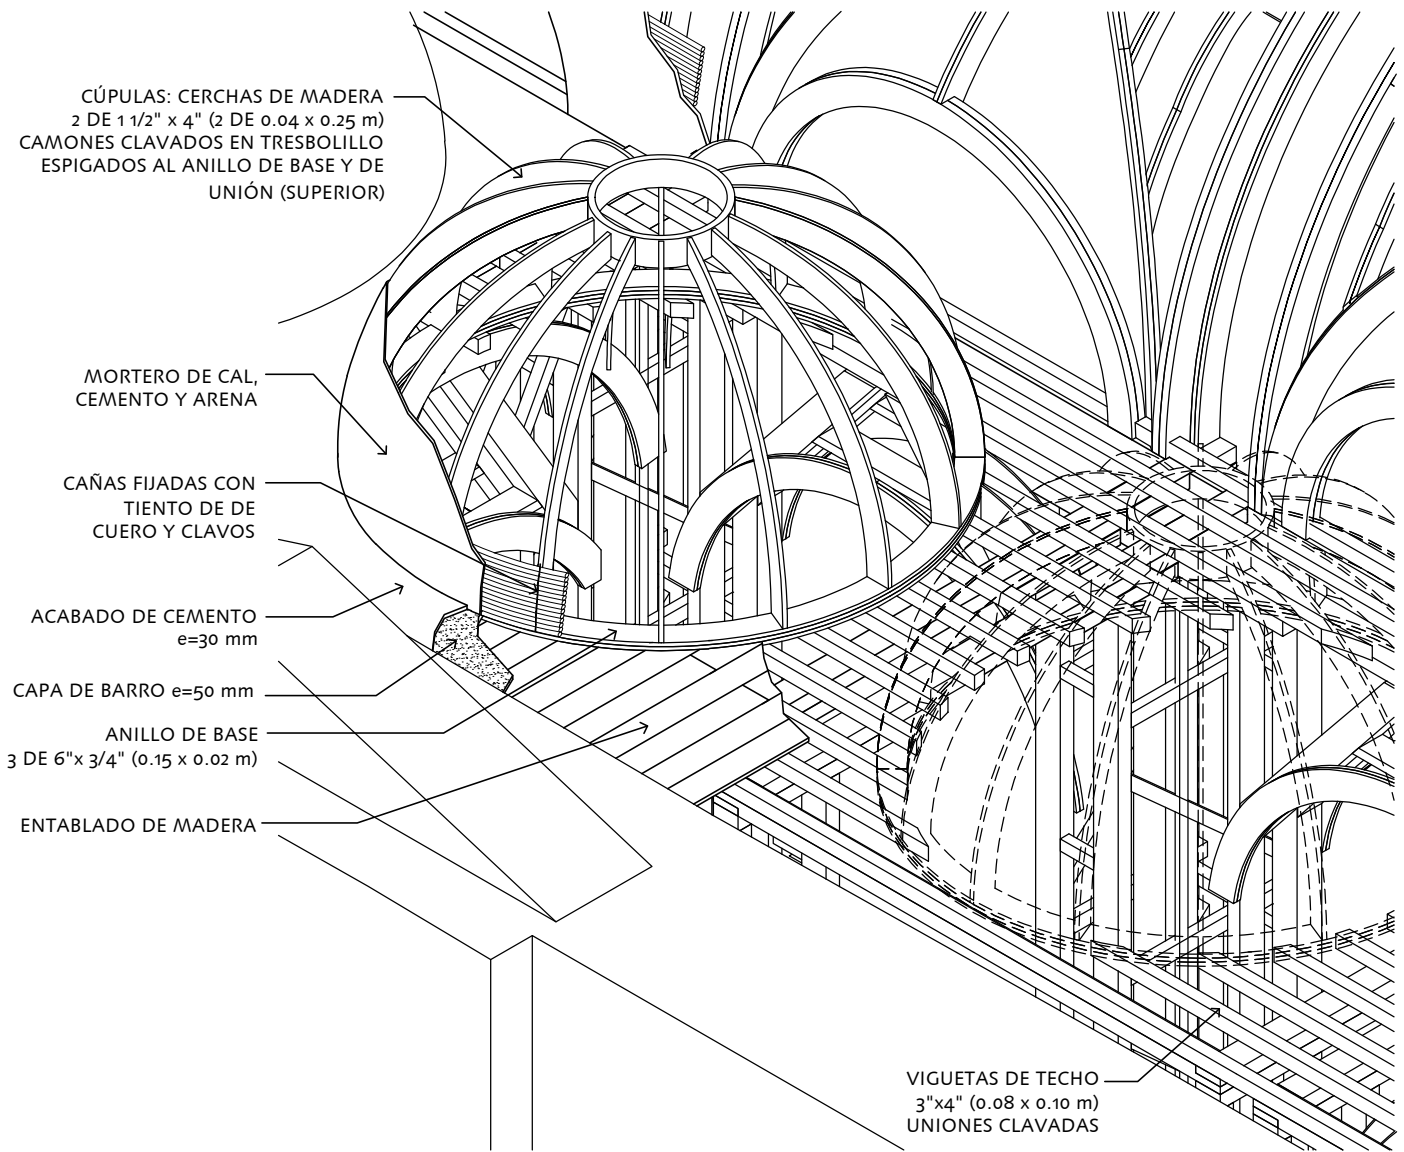 CÚPULAS: CERCHAS DE MADERA
2 DE 1 1/2" x 4" (2 DE 0.04 x 0.25 m)
CAMONES CLAVADOS EN TRESBOLILLO
ESPIGADOS AL ANILLO DE BASE Y DE
UNIÓN (SUPERIOR)
MORTERO DE CAL,
CEMENTO Y ARENA
CAÑAS FIJADAS CON
TIENTO DE DE
CUERO Y CLAVOS
ACABADO DE CEMENTO
e=30 mm
CAPA DE BARRO e=50 mm
ANILLO DE BASE
3 DE 6"x 3/4" (0.15 x 0.02 m)
ENTABLADO DE MADERA
VIGUETAS DE TECHO
3"x4" (0.08 x 0.10 m)
UNIONES CLAVADAS